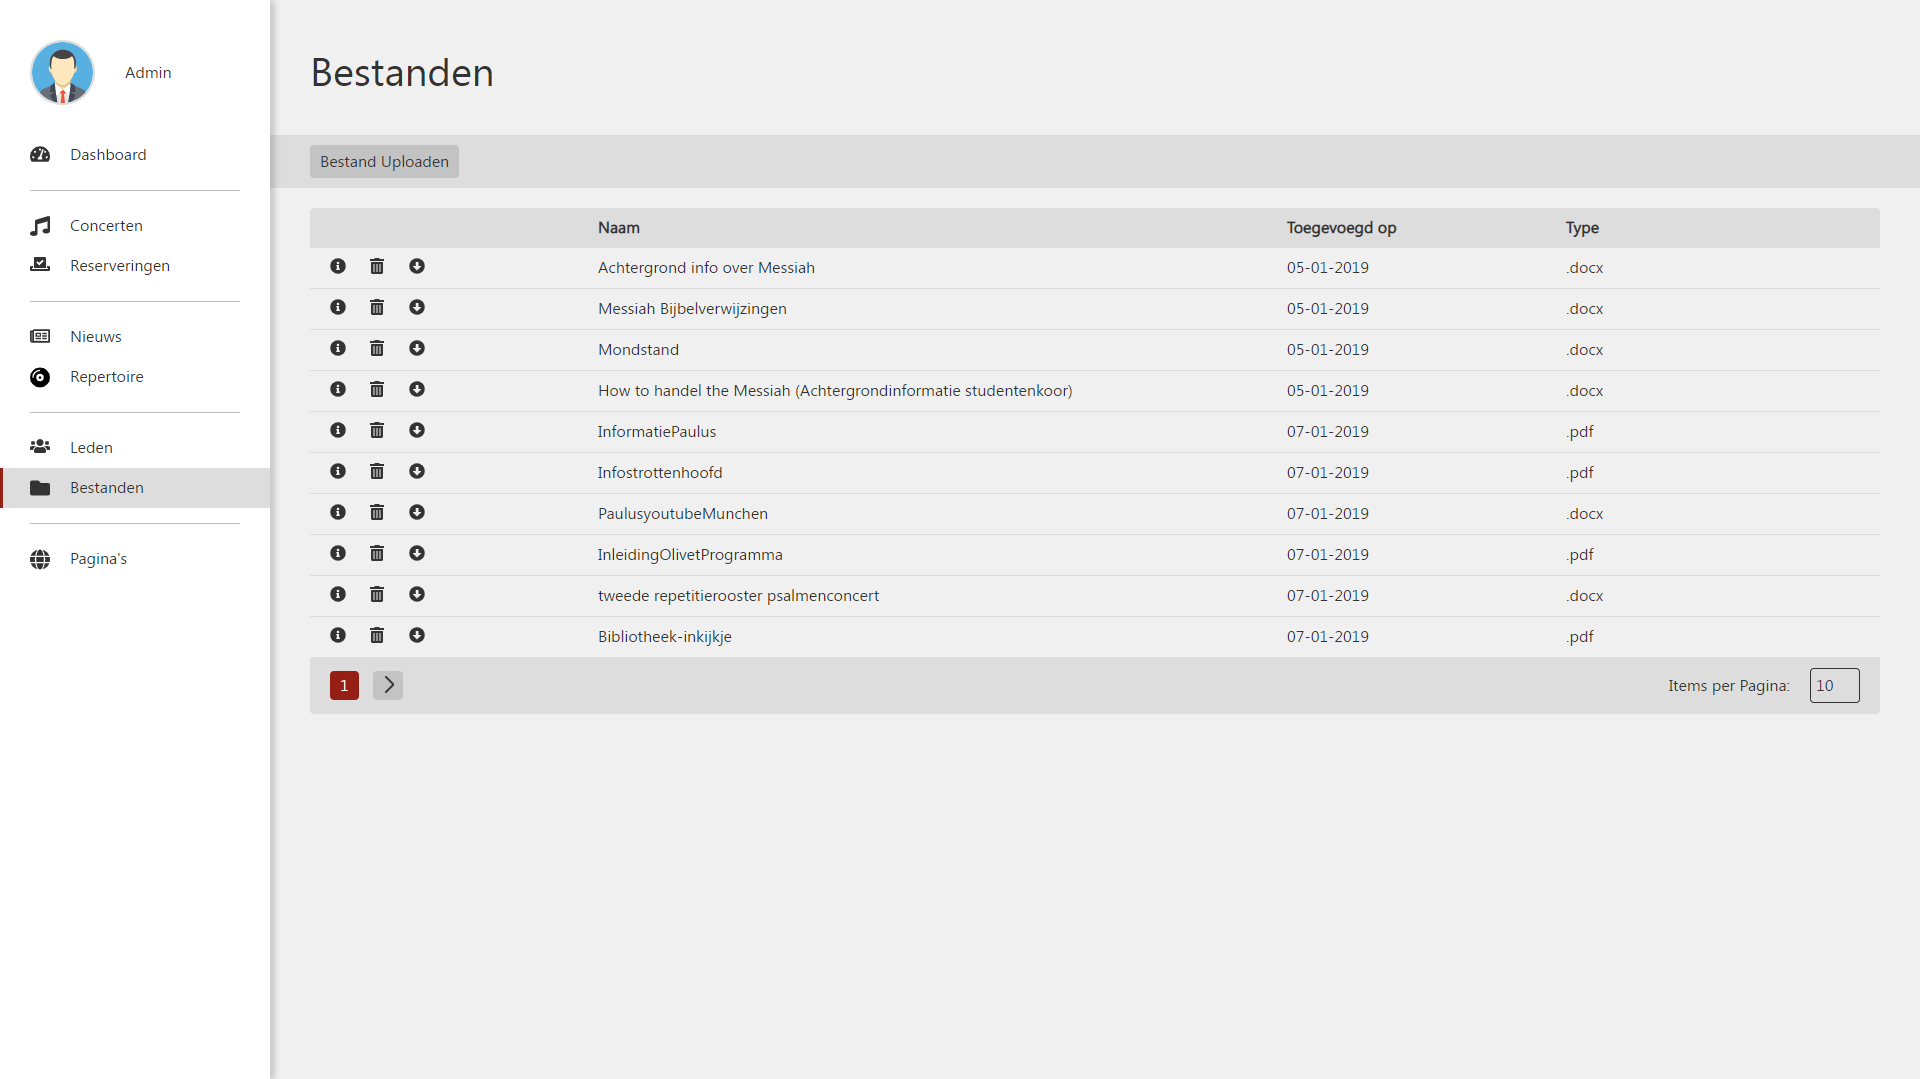 Admin
Dashboard
Concerten
Reserveringen
Nieuws
Repertoire
Leden
Bestanden
Pagina's
Bestanden
Bestand Uploaden
Naam Toegevoegd op Type
Achtergrond info over Messiah 05-01-2019 .docx
Messiah Bijbelverwijzingen 05-01-2019 .docx
Mondstand 05-01-2019 .docx
How to handel the Messiah (Achtergrondinformatie studentenkoor) 05-01-2019 .docx
InformatiePaulus 07-01-2019 .pdf
Infostrottenhoofd 07-01-2019 .pdf
PaulusyoutubeMunchen 07-01-2019 .docx
InleidingOlivetProgramma 07-01-2019 .pdf
tweede repetitierooster psalmenconcert 07-01-2019 .docx
Bibliotheek-inkijkje 07-01-2019 .pdf
1 Items per Pagina: 10